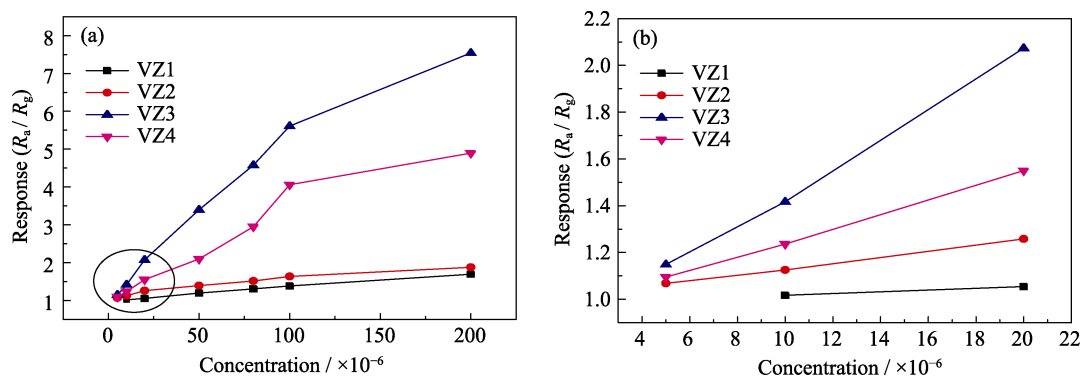 (a)
VZ1
VZ2
VZ3
VZ4
8
7
6
5
4
3
2
1
Response (Ra / Rg)
0 50 100 150 200
Concentration / ×10⁻⁶
(b)
VZ1
VZ2
VZ3
VZ4
2.2
2.0
1.8
1.6
1.4
1.2
1.0
Response (Ra / Rg)
4 6 8 10 12 14 16 18 20 22
Concentration / ×10⁻⁶